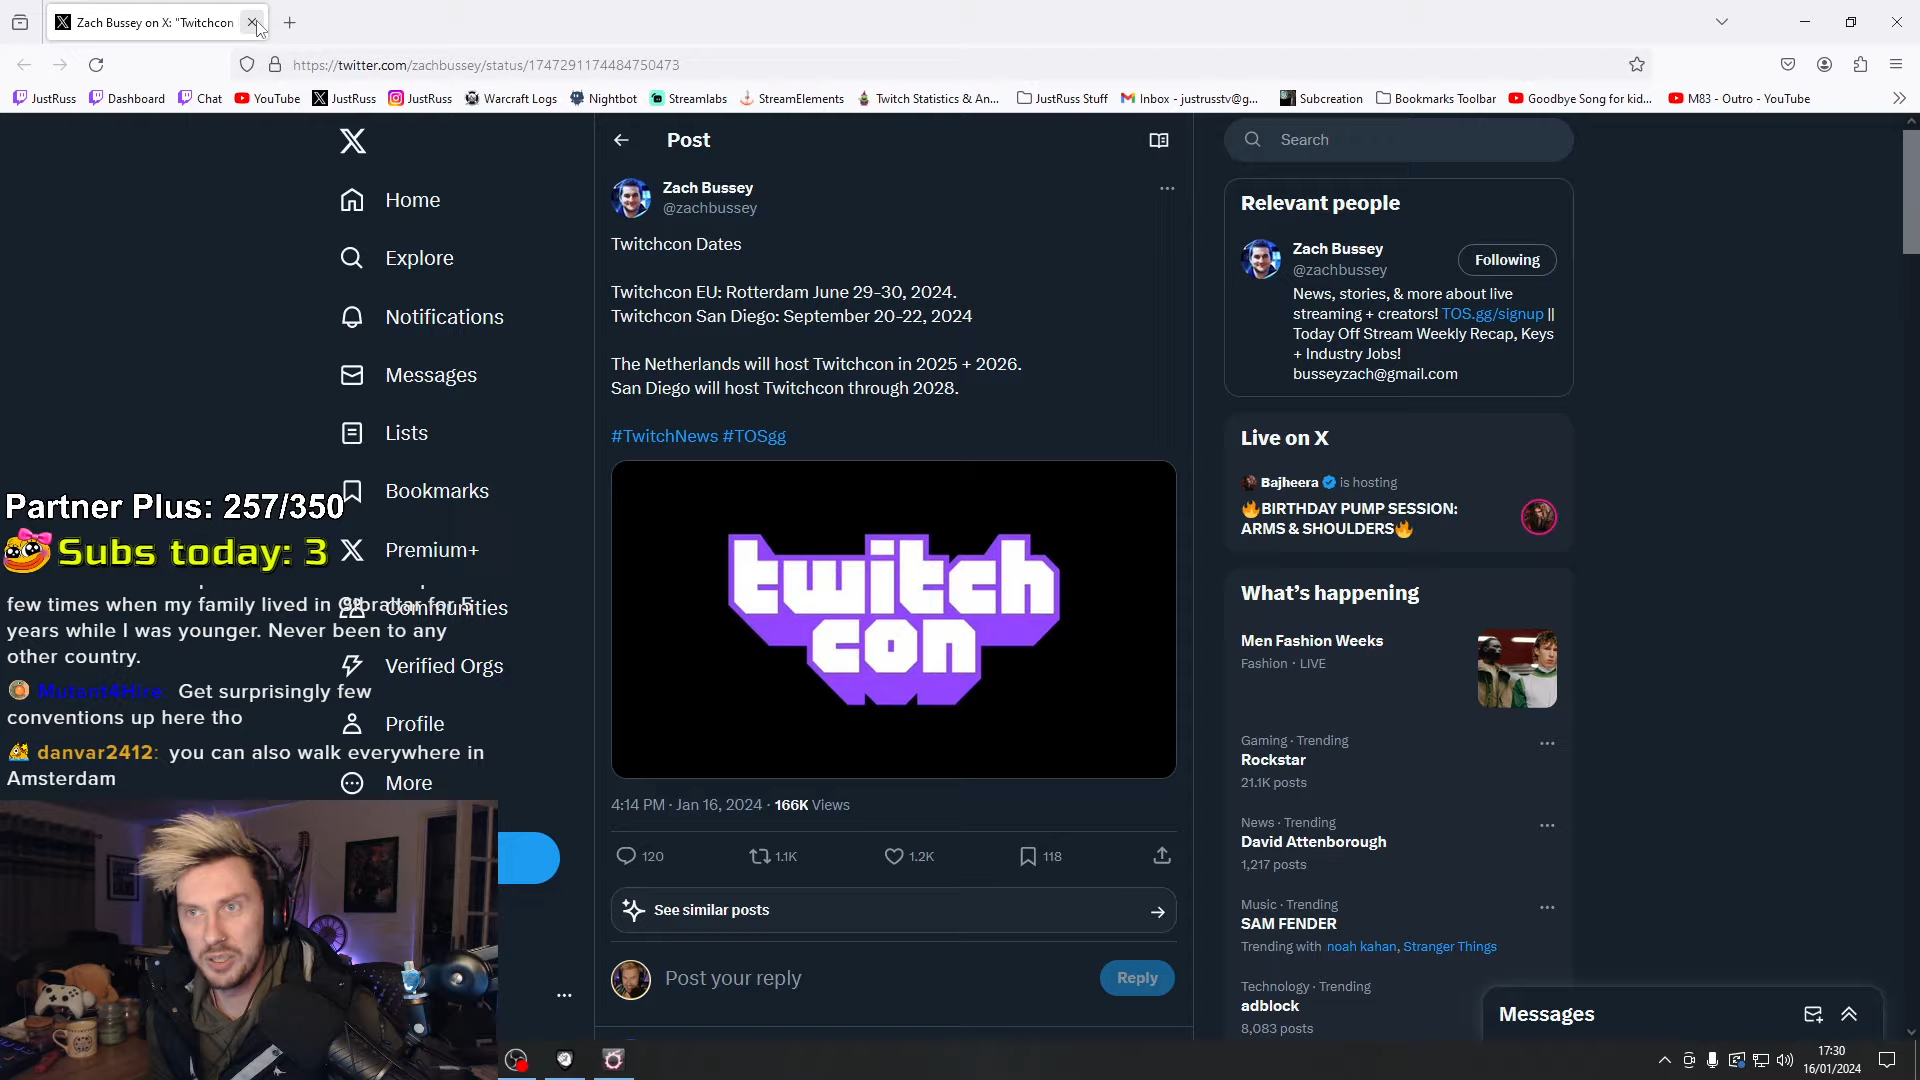 Zach Bussey on X: "Twitchcon
https://twitter.com/zachbussey/status/1747291174484750473
JustRuss
Dashboard
Chat
YouTube
JustRuss
JustRuss
Warcraft Logs
Nightbot
Streamlabs
StreamElements
Twitch Statistics & An...
JustRuss Stuff
Inbox - justrusstv@g...
Subcreation
Bookmarks Toolbar
Goodbye Song for kid...
M83 - Outro - YouTube
Home
Explore
Notifications
Messages
Lists
Bookmarks
Premium+
Communities
Verified Orgs
Profile
More
Partner Plus: 257/350
Subs today: 3
few times when my family lived in Gibraltar for 5
years while I was younger. Never been to any
other country.
Mutant4Hire: Get surprisingly few
conventions up here tho
danvar2412: you can also walk everywhere in
Amsterdam
Post
Zach Bussey
@zachbussey
Twitchcon Dates
Twitchcon EU: Rotterdam June 29-30, 2024.
Twitchcon San Diego: September 20-22, 2024
The Netherlands will host Twitchcon in 2025 + 2026.
San Diego will host Twitchcon through 2028.
#TwitchNews #TOSgg
twitch
con
4:14 PM · Jan 16, 2024 · 166K Views
120
1.1K
1.2K
118
See similar posts
Post your reply
Reply
Search
Relevant people
Zach Bussey
@zachbussey
Following
News, stories, & more about live
streaming + creators! TOS.gg/signup ||
Today Off Stream Weekly Recap, Keys
+ Industry Jobs!
busseyzach@gmail.com
Live on X
Bajheera is hosting
🔥BIRTHDAY PUMP SESSION:
ARMS & SHOULDERS🔥
What's happening
Men Fashion Weeks
Fashion · LIVE
Gaming · Trending
Rockstar
21.1K posts
News · Trending
David Attenborough
1,217 posts
Music · Trending
SAM FENDER
Trending with noah kahan, Stranger Things
Technology · Trending
adblock
8,083 posts
Messages
17:30
16/01/2024